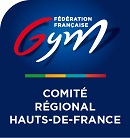 FÉDÉRATION FRANÇAISE
Gym
COMITÉ
RÉGIONAL
HAUTS-DE-FRANCE